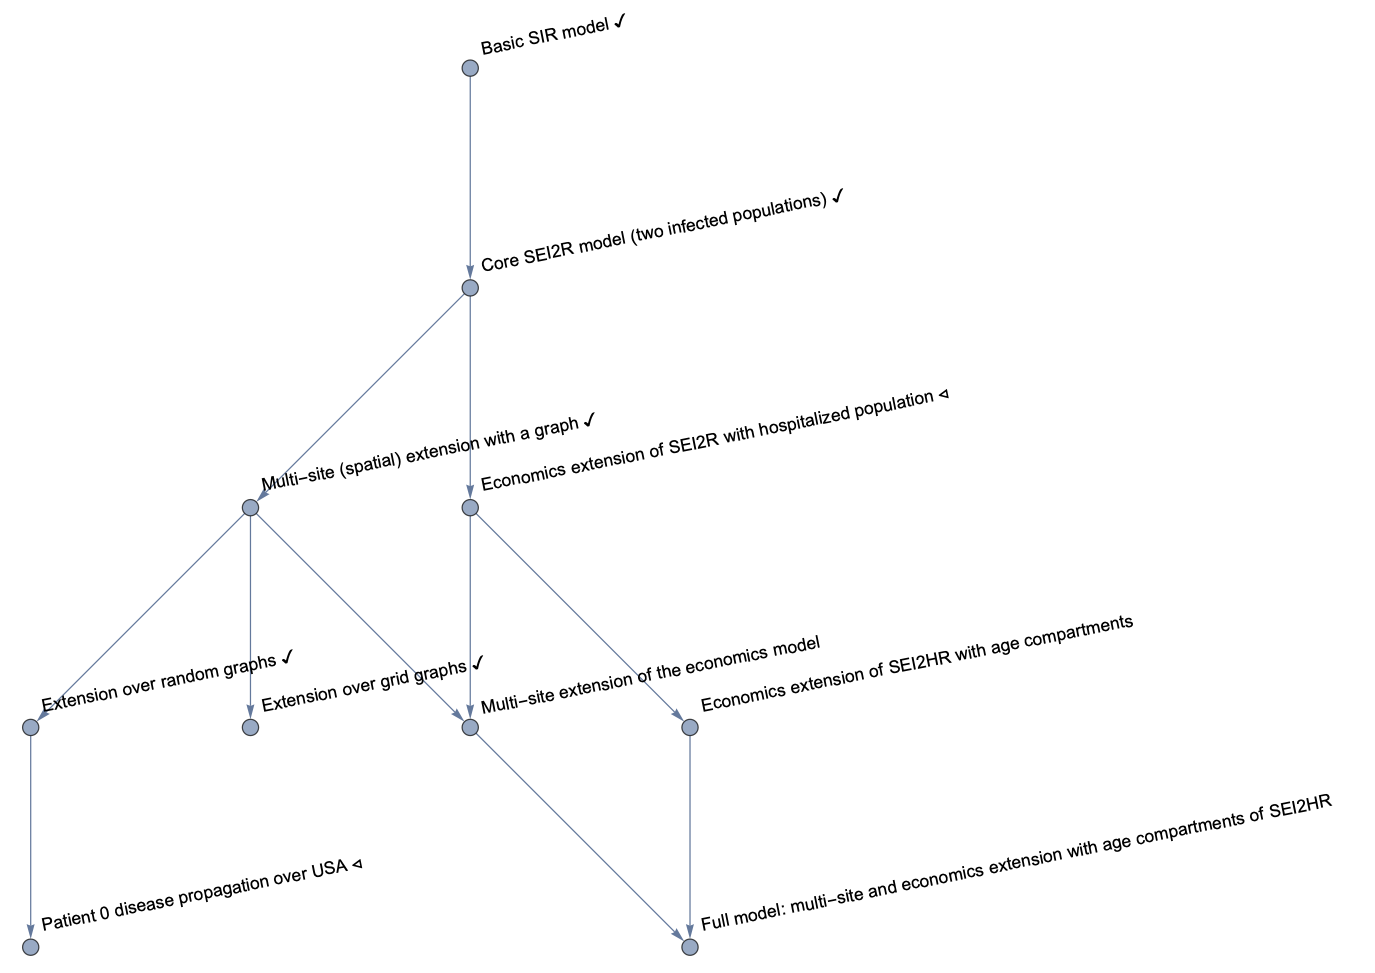 Basic SIR model ✓
Core SEI2R model (two infected populations) ✓
Multi−site (spatial) extension with a graph ✓
Economics extension of SEI2R with hospitalized population ⊲
Extension over random graphs ✓
Extension over grid graphs ✓
Multi−site extension of the economics model
Economics extension of SEI2HR with age compartments
Patient 0 disease propagation over USA ⊲
Full model: multi−site and economics extension with age compartments of SEI2HR